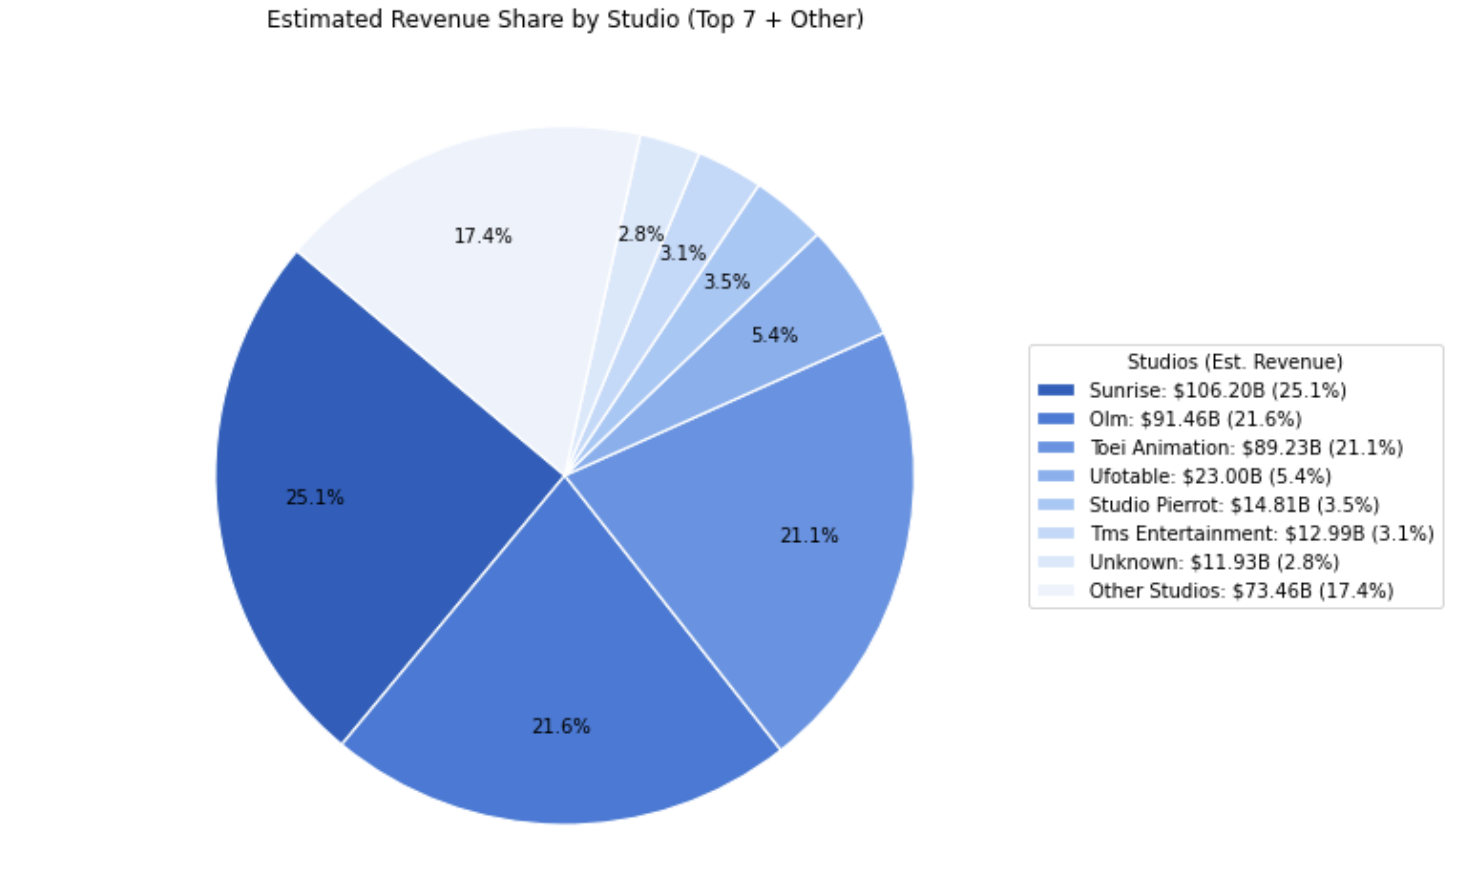 Estimated Revenue Share by Studio (Top 7 + Other)
17.4%
2.8%
3.1%
3.5%
5.4%
25.1%
21.1%
21.6%
Studios (Est. Revenue)
Sunrise: $106.20B (25.1%)
Olm: $91.46B (21.6%)
Toei Animation: $89.23B (21.1%)
Ufotable: $23.00B (5.4%)
Studio Pierrot: $14.81B (3.5%)
Tms Entertainment: $12.99B (3.1%)
Unknown: $11.93B (2.8%)
Other Studios: $73.46B (17.4%)